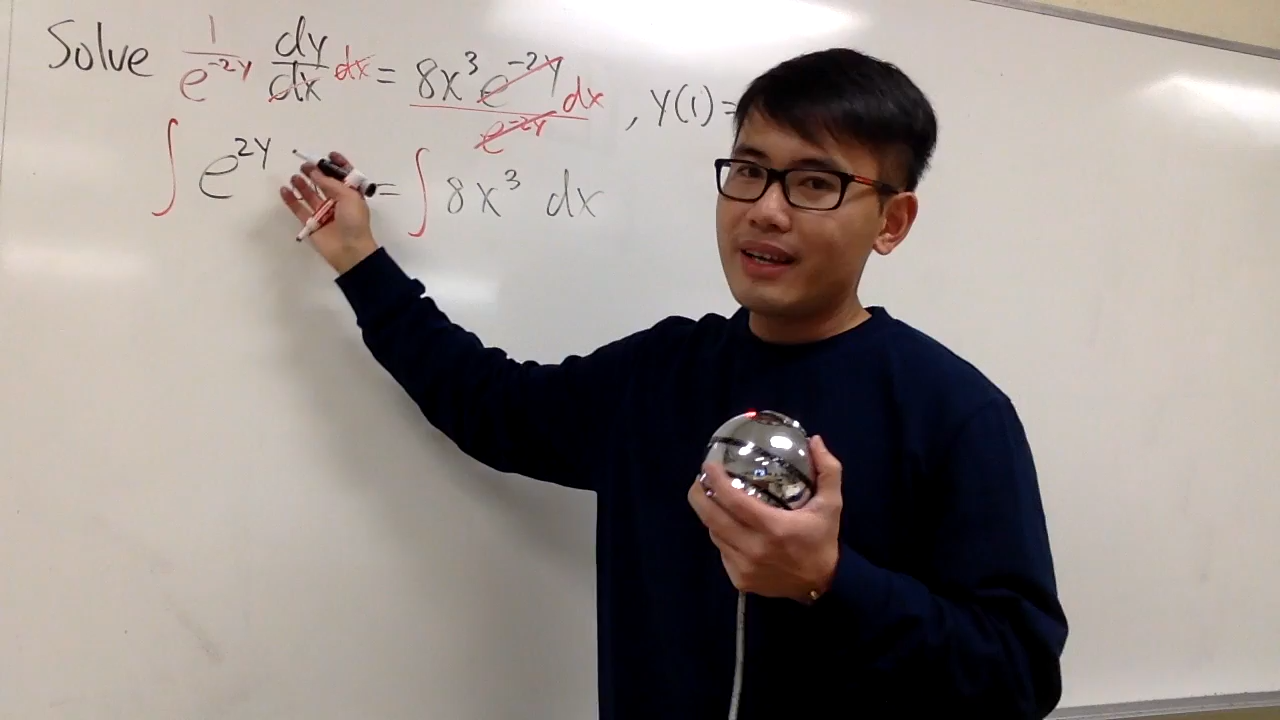 Solve 1/e^{-2y} dy/dx dx = 8x^3 e^{-2y} dx/e^{-2y} , y(1) =
∫ e^{2y} = ∫ 8x^3 dx